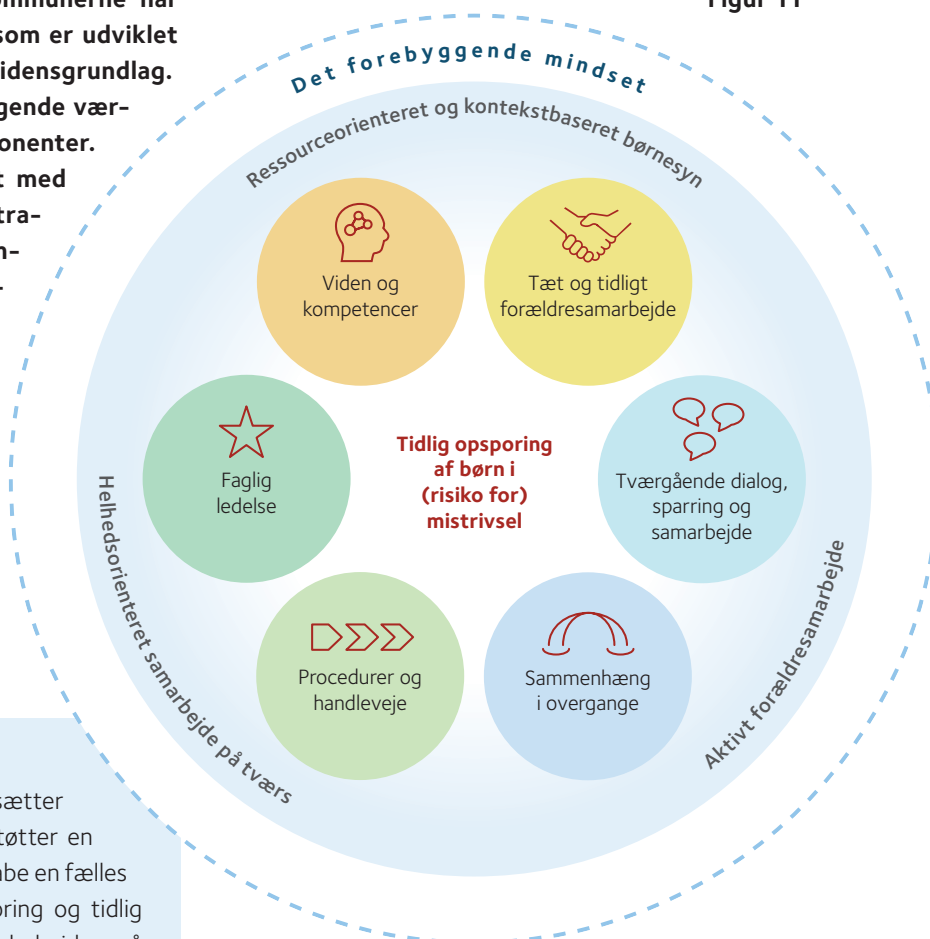 som er udviklet
idensgrundlag.
gende vær-
onenter.
t med
tra-
n-
Figur 11
Det forebyggende mindset
Ressourceorienteret og kontekstbaseret børnesyn
Viden og
kompetencer
Tæt og tidligt
forældresamarbejde
Faglig
ledelse
Tidlig opsporing
af børn i
(risiko for)
mistrivsel
Tværgående dialog,
sparring og
samarbejde
Procedurer og
handleveje
Sammenhæng
i overgange
Helhedsorienteret samarbejde på tværs
Aktivt forældresamarbejde
sætter
tøtter en
be en fælles
oring og tidlig